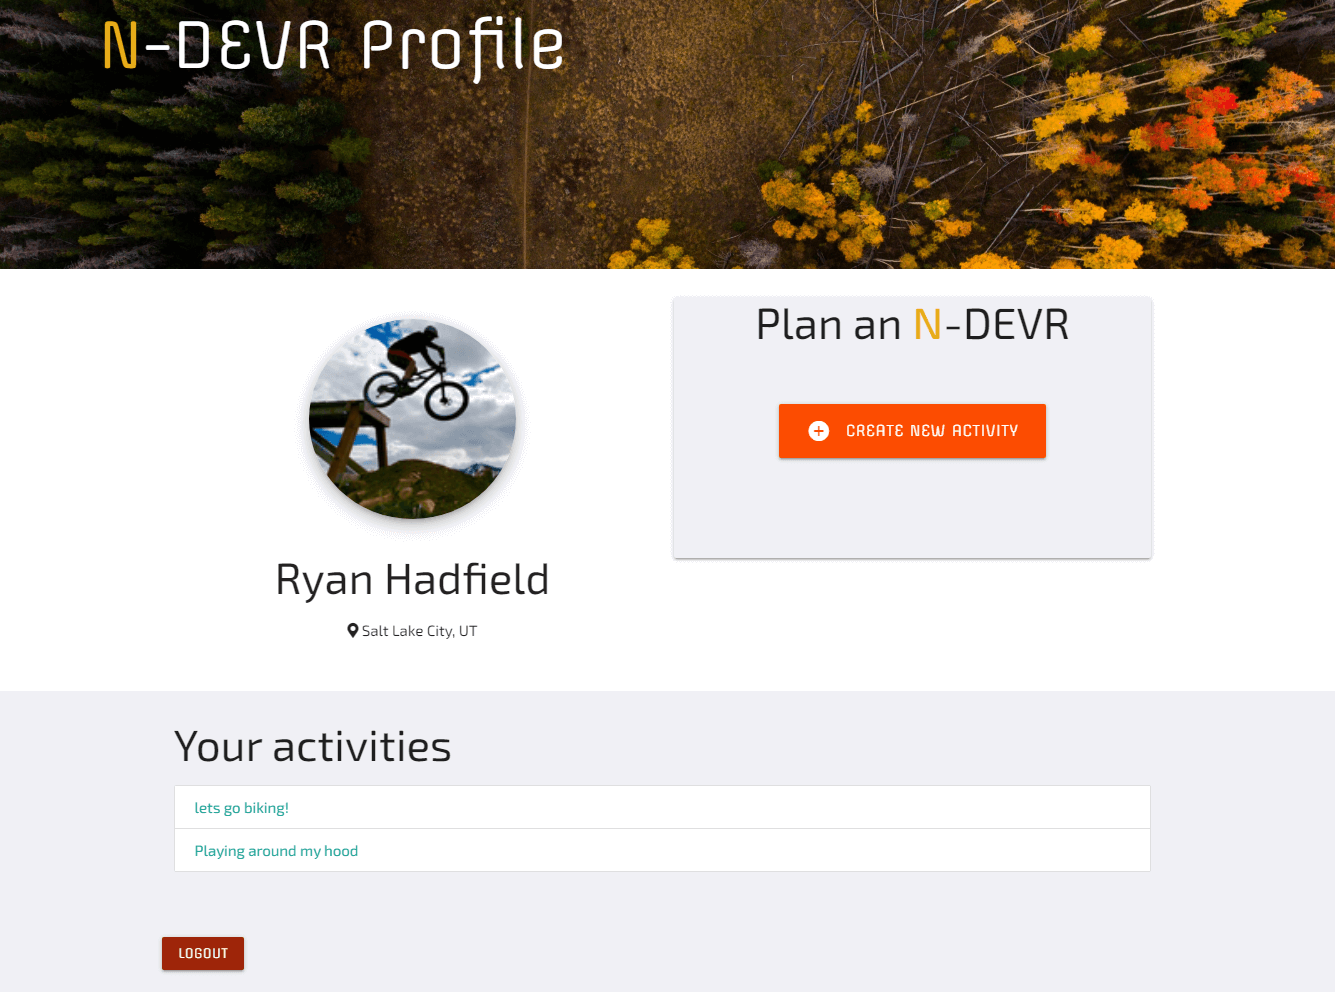 N-DEVR Profile
Plan an N-DEVR
CREATE NEW ACTIVITY
Ryan Hadfield
Salt Lake City, UT
Your activities
lets go biking!
Playing around my hood
LOGOUT